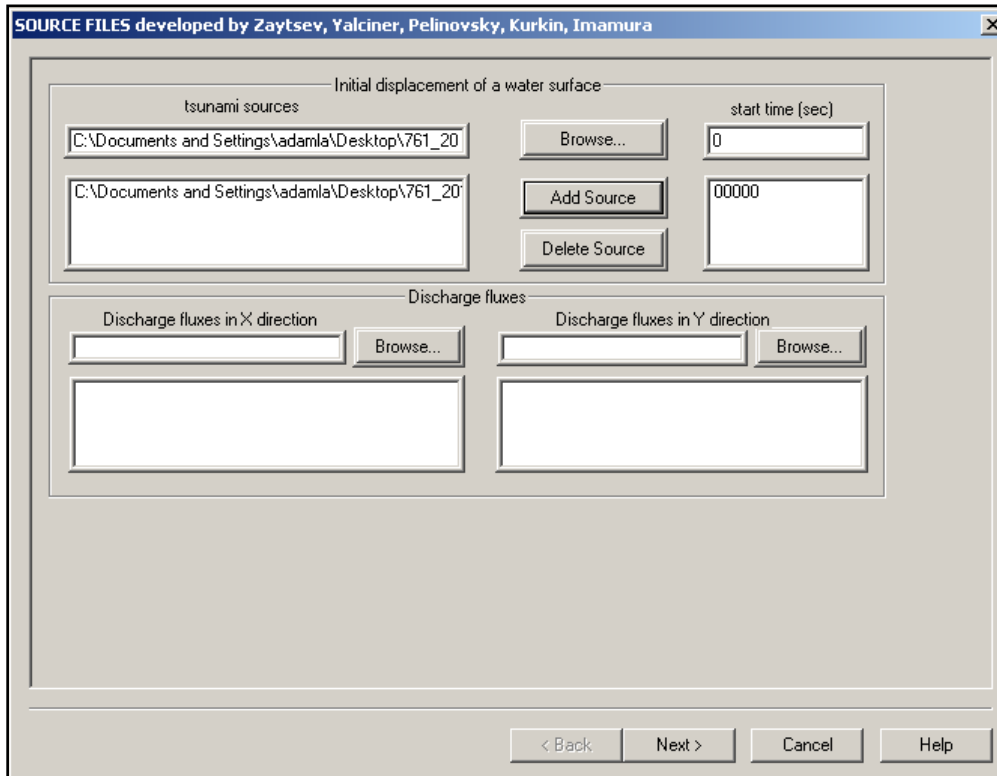 SOURCE FILES developed by Zaytsev, Yalciner, Pelinovsky, Kurkin, Imamura
Initial displacement of a water surface
tsunami sources
start time (sec)
C:\Documents and Settings\adamla\Desktop\761_20
Browse...
0
C:\Documents and Settings\adamla\Desktop\761_20
Add Source
00000
Delete Source
Discharge fluxes
Discharge fluxes in X direction
Discharge fluxes in Y direction
Browse...
Browse...
< Back
Next >
Cancel
Help